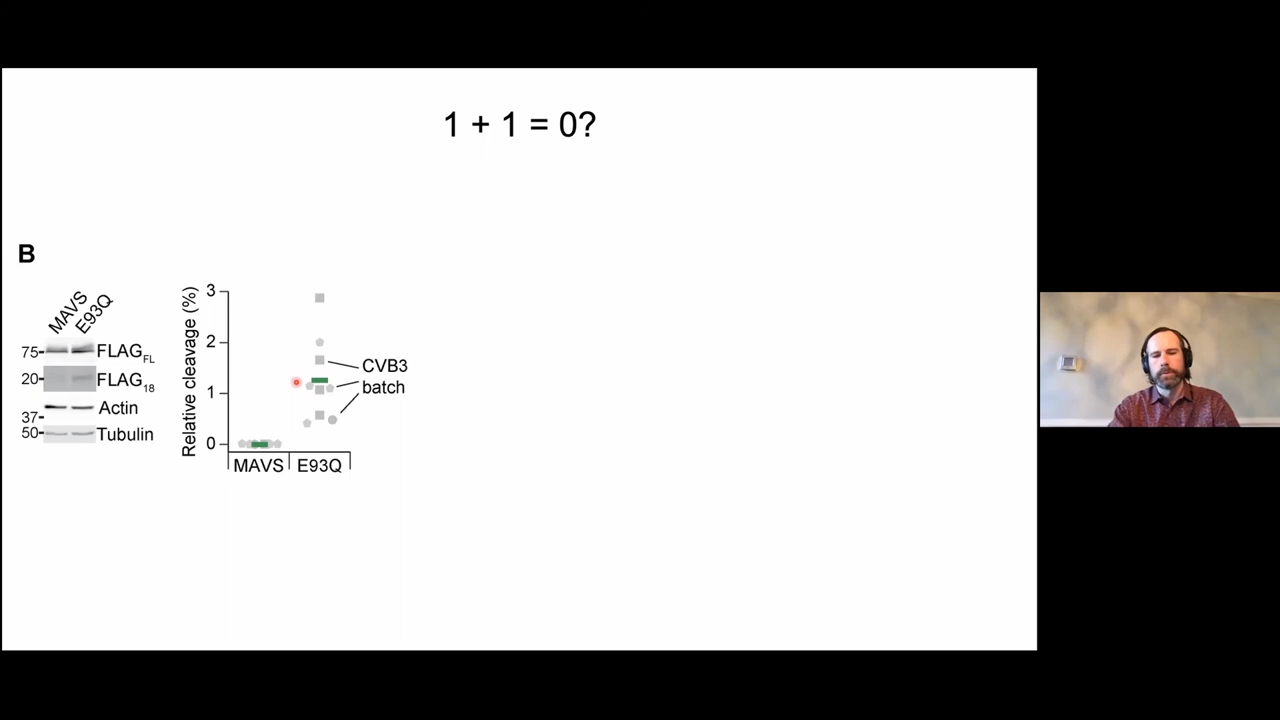 1 + 1 = 0?
B
MAVS
E93Q
75
FLAGFL
20
FLAG18
Actin
37
50
Tubulin
Relative cleavage (%)
3
2
1
0
CVB3
batch
MAVS
E93Q